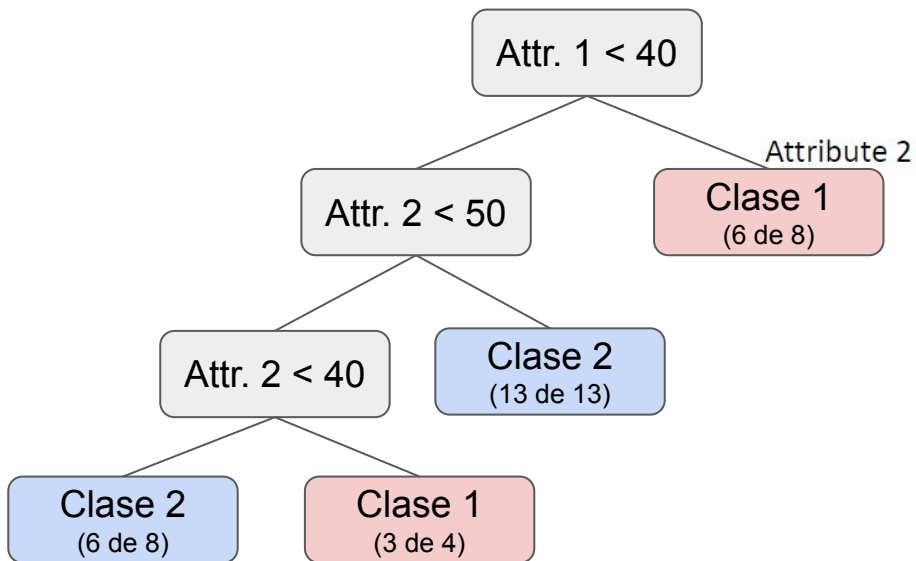 Attr. 1 < 40
Attribute 2
Attr. 2 < 50
Clase 1
(6 de 8)
Attr. 2 < 40
Clase 2
(13 de 13)
Clase 2
(6 de 8)
Clase 1
(3 de 4)